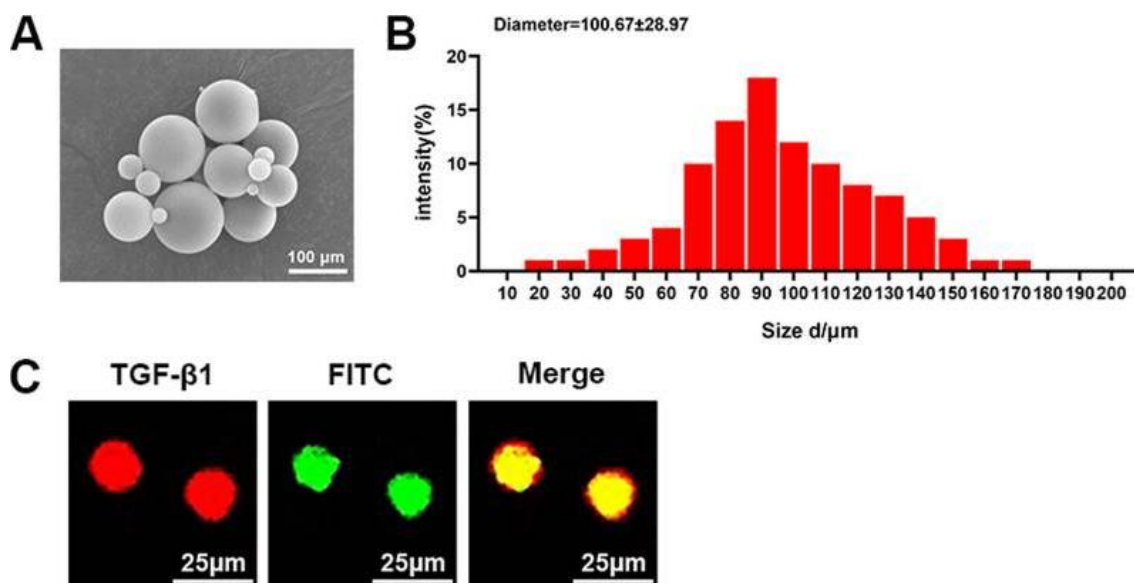 A
100 μm
B
Diameter=100.67±28.97
20
15
10
5
0
intensity(%)
10 20 30 40 50 60 70 80 90 100 110 120 130 140 150 160 170 180 190 200
Size d/μm
C
TGF-β1 FITC Merge
25μm 25μm 25μm